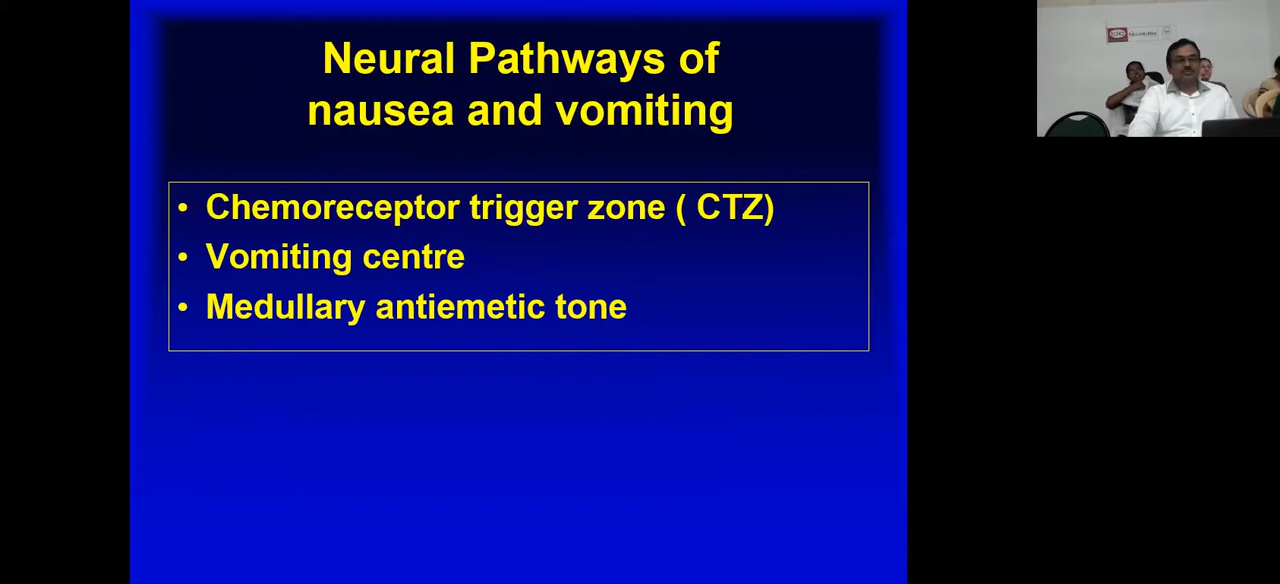 Neural Pathways of
nausea and vomiting
• Chemoreceptor trigger zone ( CTZ)
• Vomiting centre
• Medullary antiemetic tone